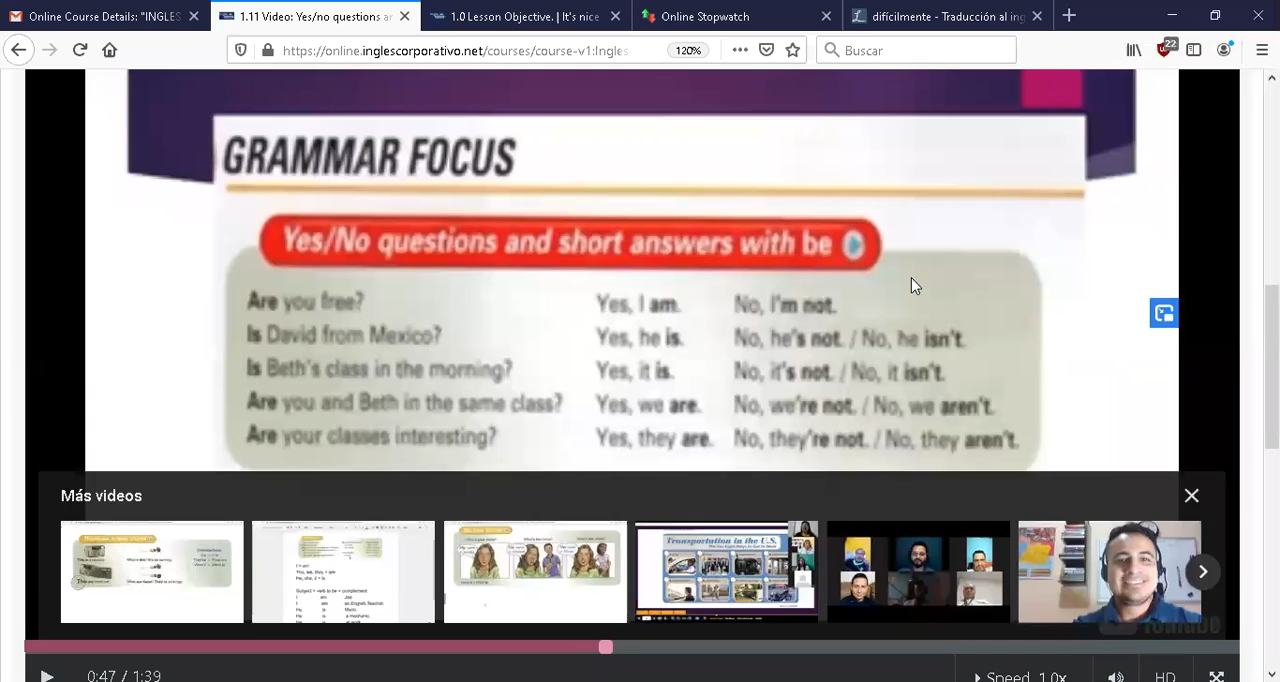 Online Course Details: "INGLES
1.11 Video: Yes/no questions ar
1.0 Lesson Objective. | It's nice
Online Stopwatch
difícilmente - Traducción al ing
https://online.inglescorporativo.net/courses/course-v1:Ingles
120%
Buscar
22
GRAMMAR FOCUS
Yes/No questions and short answers with be
Are you free? Yes, I am. No, I'm not.
Is David from Mexico? Yes, he is. No, he's not. / No, he isn't.
Is Beth's class in the morning? Yes, it is. No, it's not. / No, it isn't.
Are you and Beth in the same class? Yes, we are. No, we're not. / No, we aren't.
Are your classes interesting? Yes, they are. No, they're not. / No, they aren't.
Más videos
Transportation in the U.S.
YouTube
0:47 / 1:39
Speed 1.0x
HD